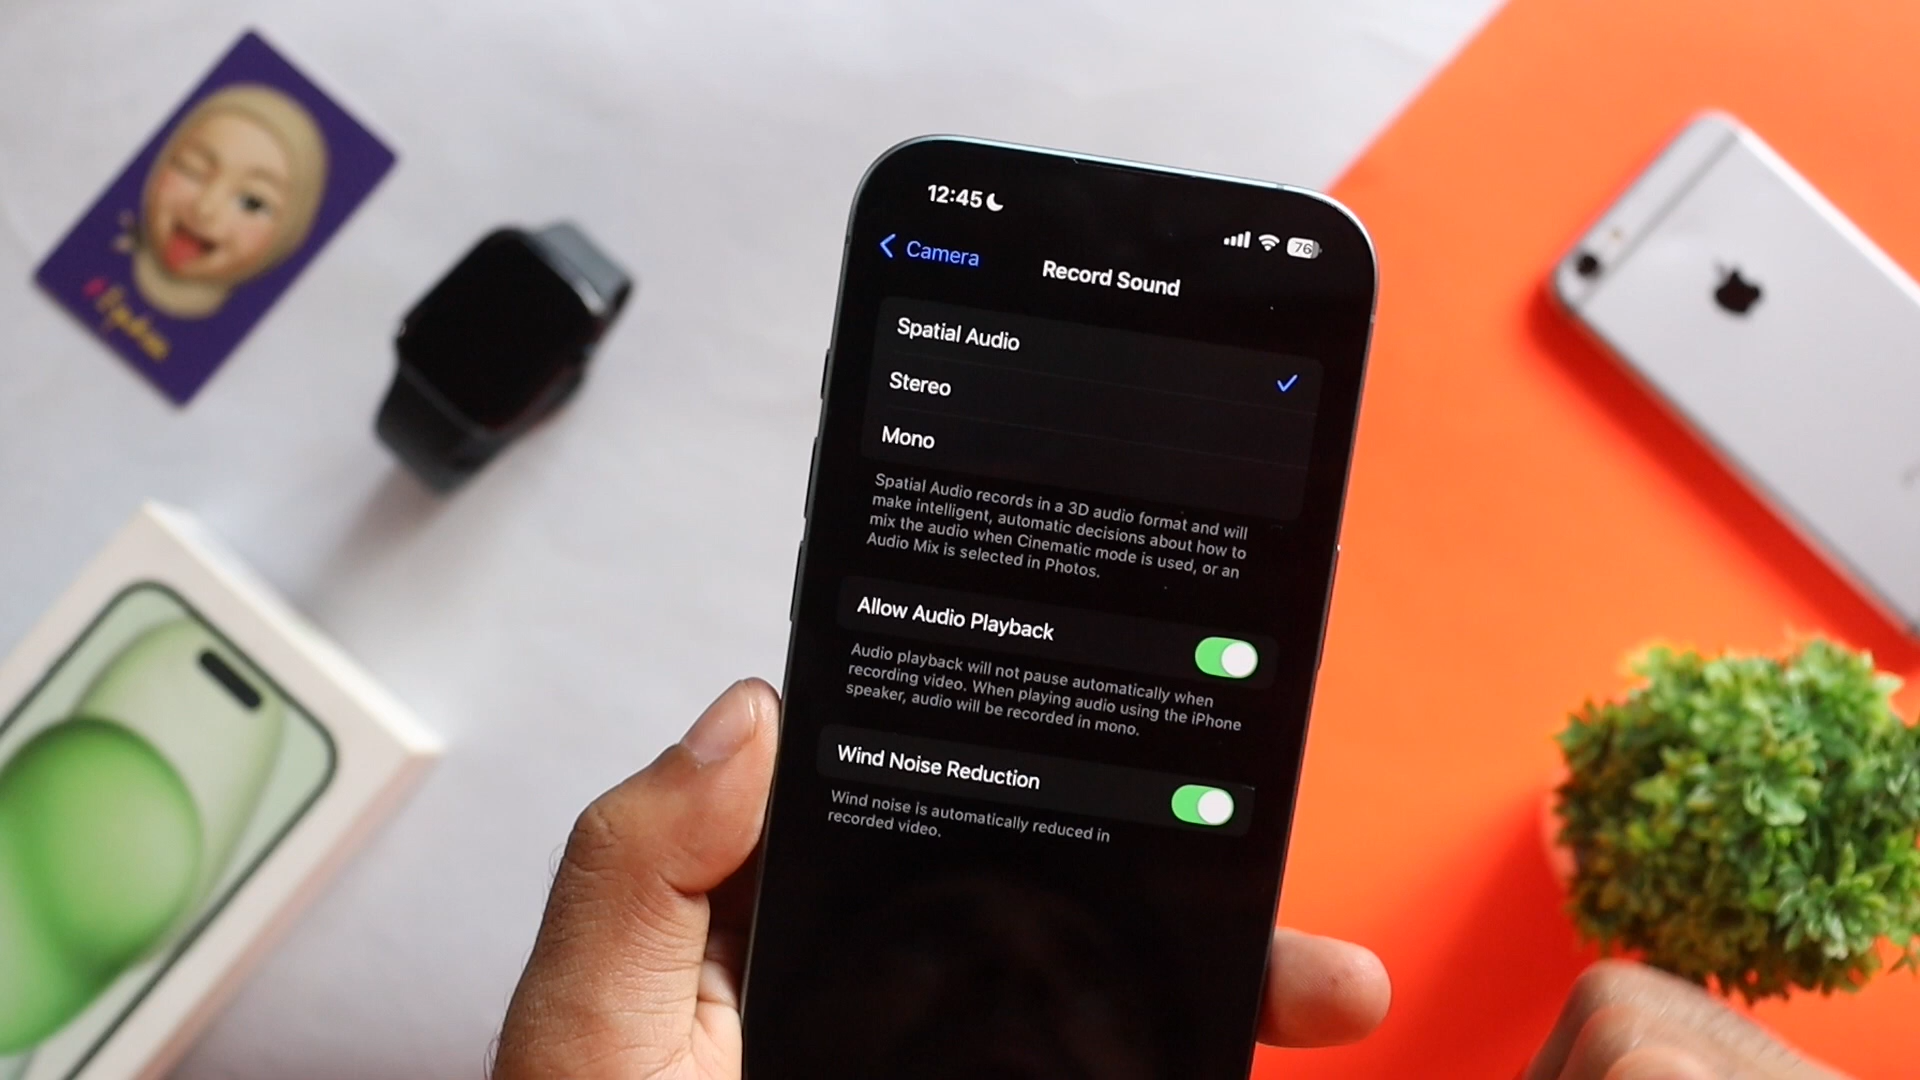 12:45
76
Camera
Record Sound
Spatial Audio
Stereo
Mono
Spatial Audio records in a 3D audio format and will
make intelligent, automatic decisions about how to
mix the audio when Cinematic mode is used, or an
Audio Mix is selected in Photos.
Allow Audio Playback
Audio playback will not pause automatically when
recording video. When playing audio using the iPhone
speaker, audio will be recorded in mono.
Wind Noise Reduction
Wind noise is automatically reduced in
recorded video.